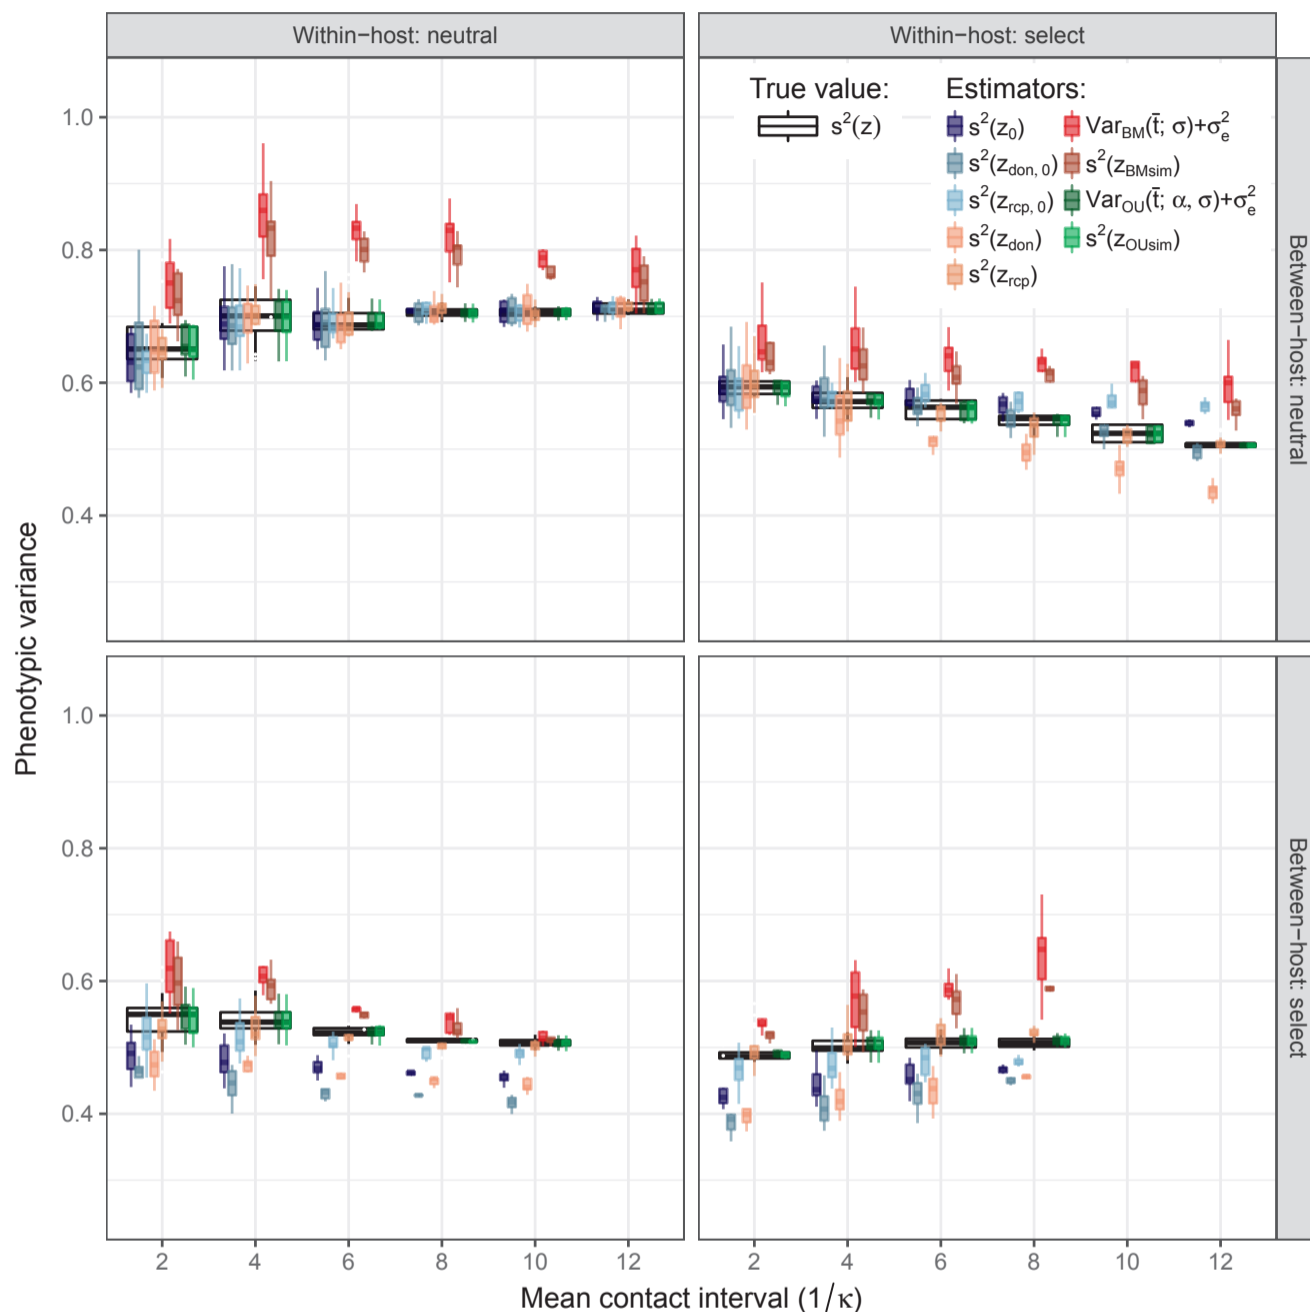 Within−host: neutral
Within−host: select
True value:
s²(z)
Estimators:
s²(z₀)
s²(z_don, 0)
s²(z_rcp, 0)
s²(z_don)
s²(z_rcp)
Var_BM(t̄; σ)+σ_e²
s²(z_BMsim)
Var_OU(t̄; α, σ)+σ_e²
s²(z_OUsim)
Between−host: neutral
Between−host: select
Phenotypic variance
1.0
0.8
0.6
0.4
1.0
0.8
0.6
0.4
2 4 6 8 10 12
2 4 6 8 10 12
Mean contact interval (1/κ)